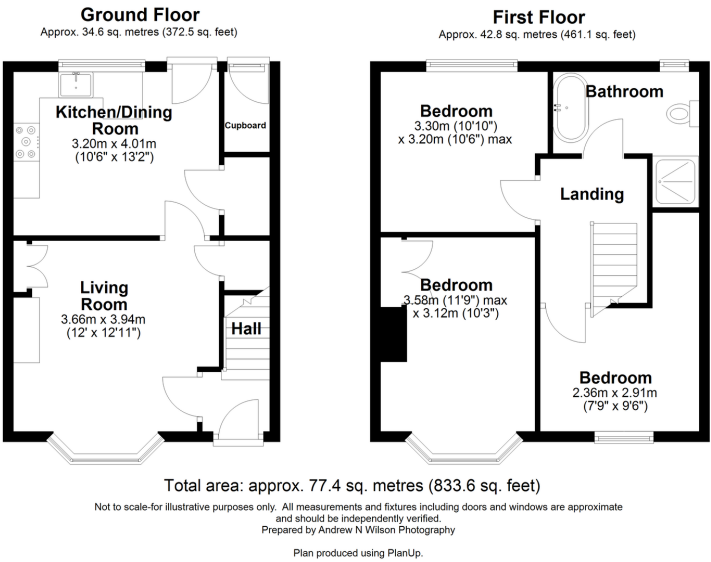 Ground Floor
Approx. 34.6 sq. metres (372.5 sq. feet)
Kitchen/Dining
Room
3.20m x 4.01m
(10'6" x 13'2")
Cupboard
Living
Room
3.66m x 3.94m
(12' x 12'11")
Hall
First Floor
Approx. 42.8 sq. metres (461.1 sq. feet)
Bedroom
3.30m (10'10")
x 3.20m (10'6") max
Bathroom
Landing
Bedroom
3.58m (11'9") max
x 3.12m (10'3")
Bedroom
2.36m x 2.91m
(7'9" x 9'6")
Total area: approx. 77.4 sq. metres (833.6 sq. feet)
Not to scale-for illustrative purposes only.  All measurements and fixtures including doors and windows are approximate
and should be independently verified.
Prepared by Andrew N Wilson Photography
Plan produced using PlanUp.